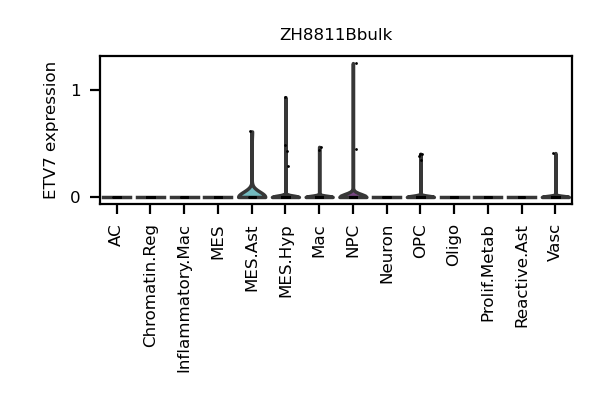 ZH8811Bbulk
ETV7 expression
1
0
AC
Chromatin.Reg
Inflammatory.Mac
MES
MES.Ast
MES.Hyp
Mac
NPC
Neuron
OPC
Oligo
Prolif.Metab
Reactive.Ast
Vasc